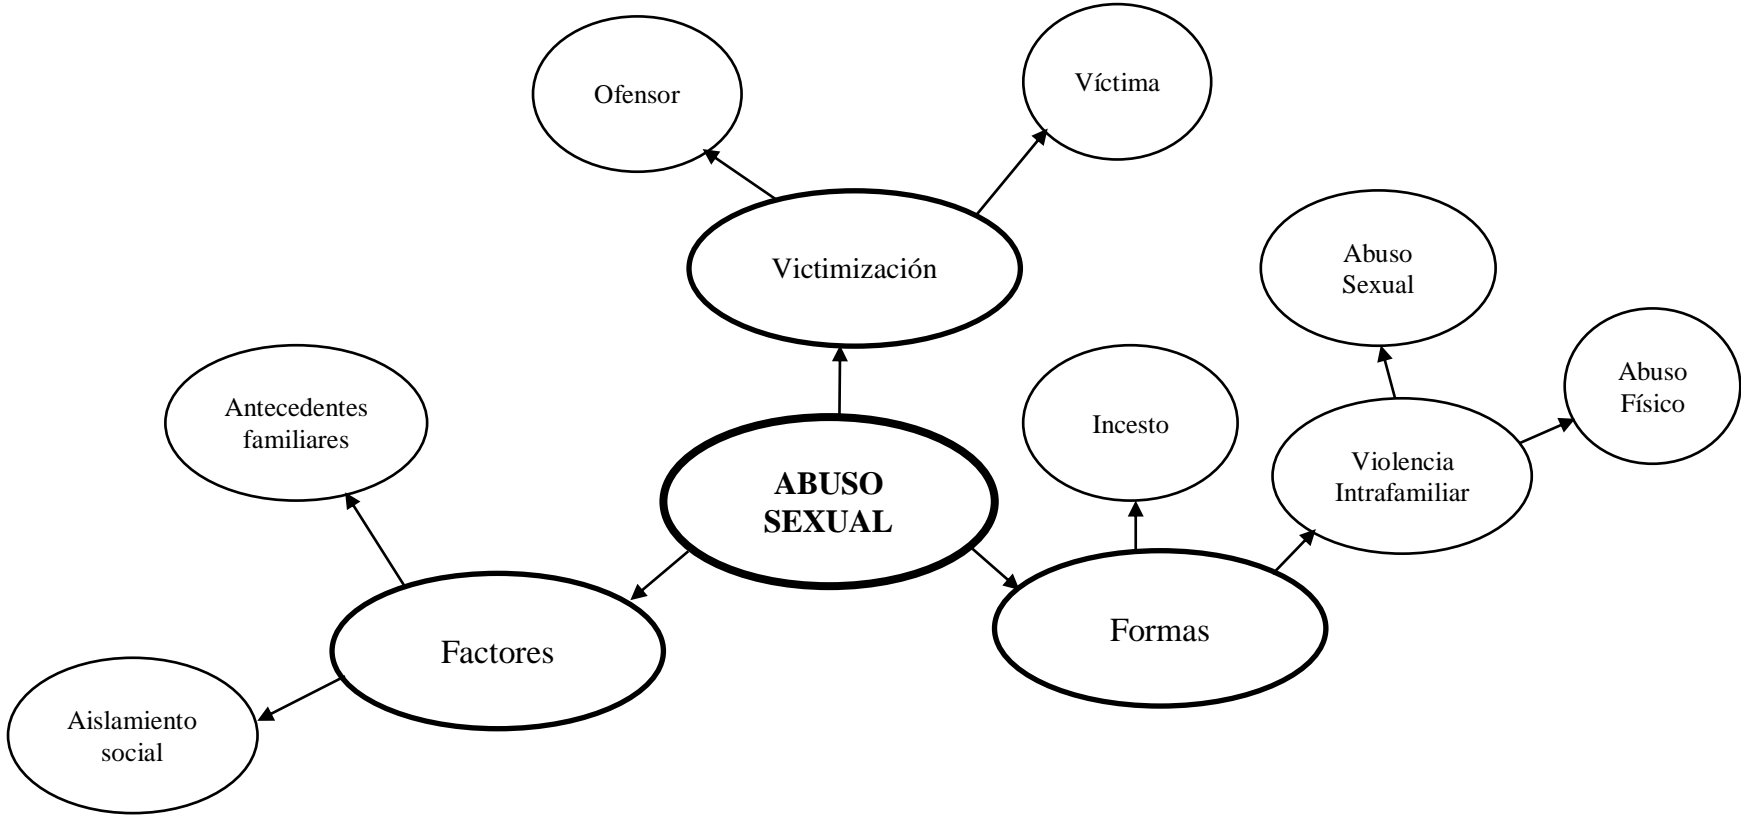 Ofensor
Víctima
Victimización
Abuso
Sexual
Abuso
Físico
Antecedentes
familiares
Incesto
Violencia
Intrafamiliar
ABUSO
SEXUAL
Formas
Factores
Aislamiento
social